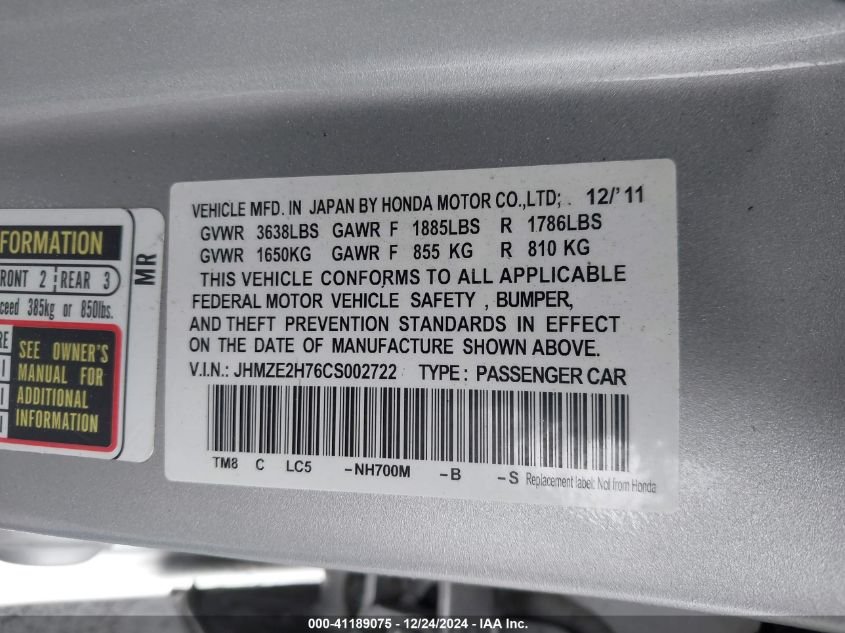 FORMATION
RONT 2 REAR 3
ceed 385kg or 850lbs.
RE
SEE OWNER'S
MANUAL FOR
ADDITIONAL
INFORMATION
MR
VEHICLE MFD. IN JAPAN BY HONDA MOTOR CO.,LTD; . 12/'11
GVWR 3638LBS GAWR F 1885LBS R 1786LBS
GVWR 1650KG GAWR F 855 KG R 810 KG
THIS VEHICLE CONFORMS TO ALL APPLICABLE
FEDERAL MOTOR VEHICLE SAFETY , BUMPER,
AND THEFT PREVENTION STANDARDS IN EFFECT
ON THE DATE OF MANUFACTURE SHOWN ABOVE.
V.I.N.: JHMZE2H76CS002722 TYPE: PASSENGER CAR
TM8 C LC5 -NH700M -B -S Replacement label: Not from Honda
000-41189075 - 12/24/2024 - IAA Inc.